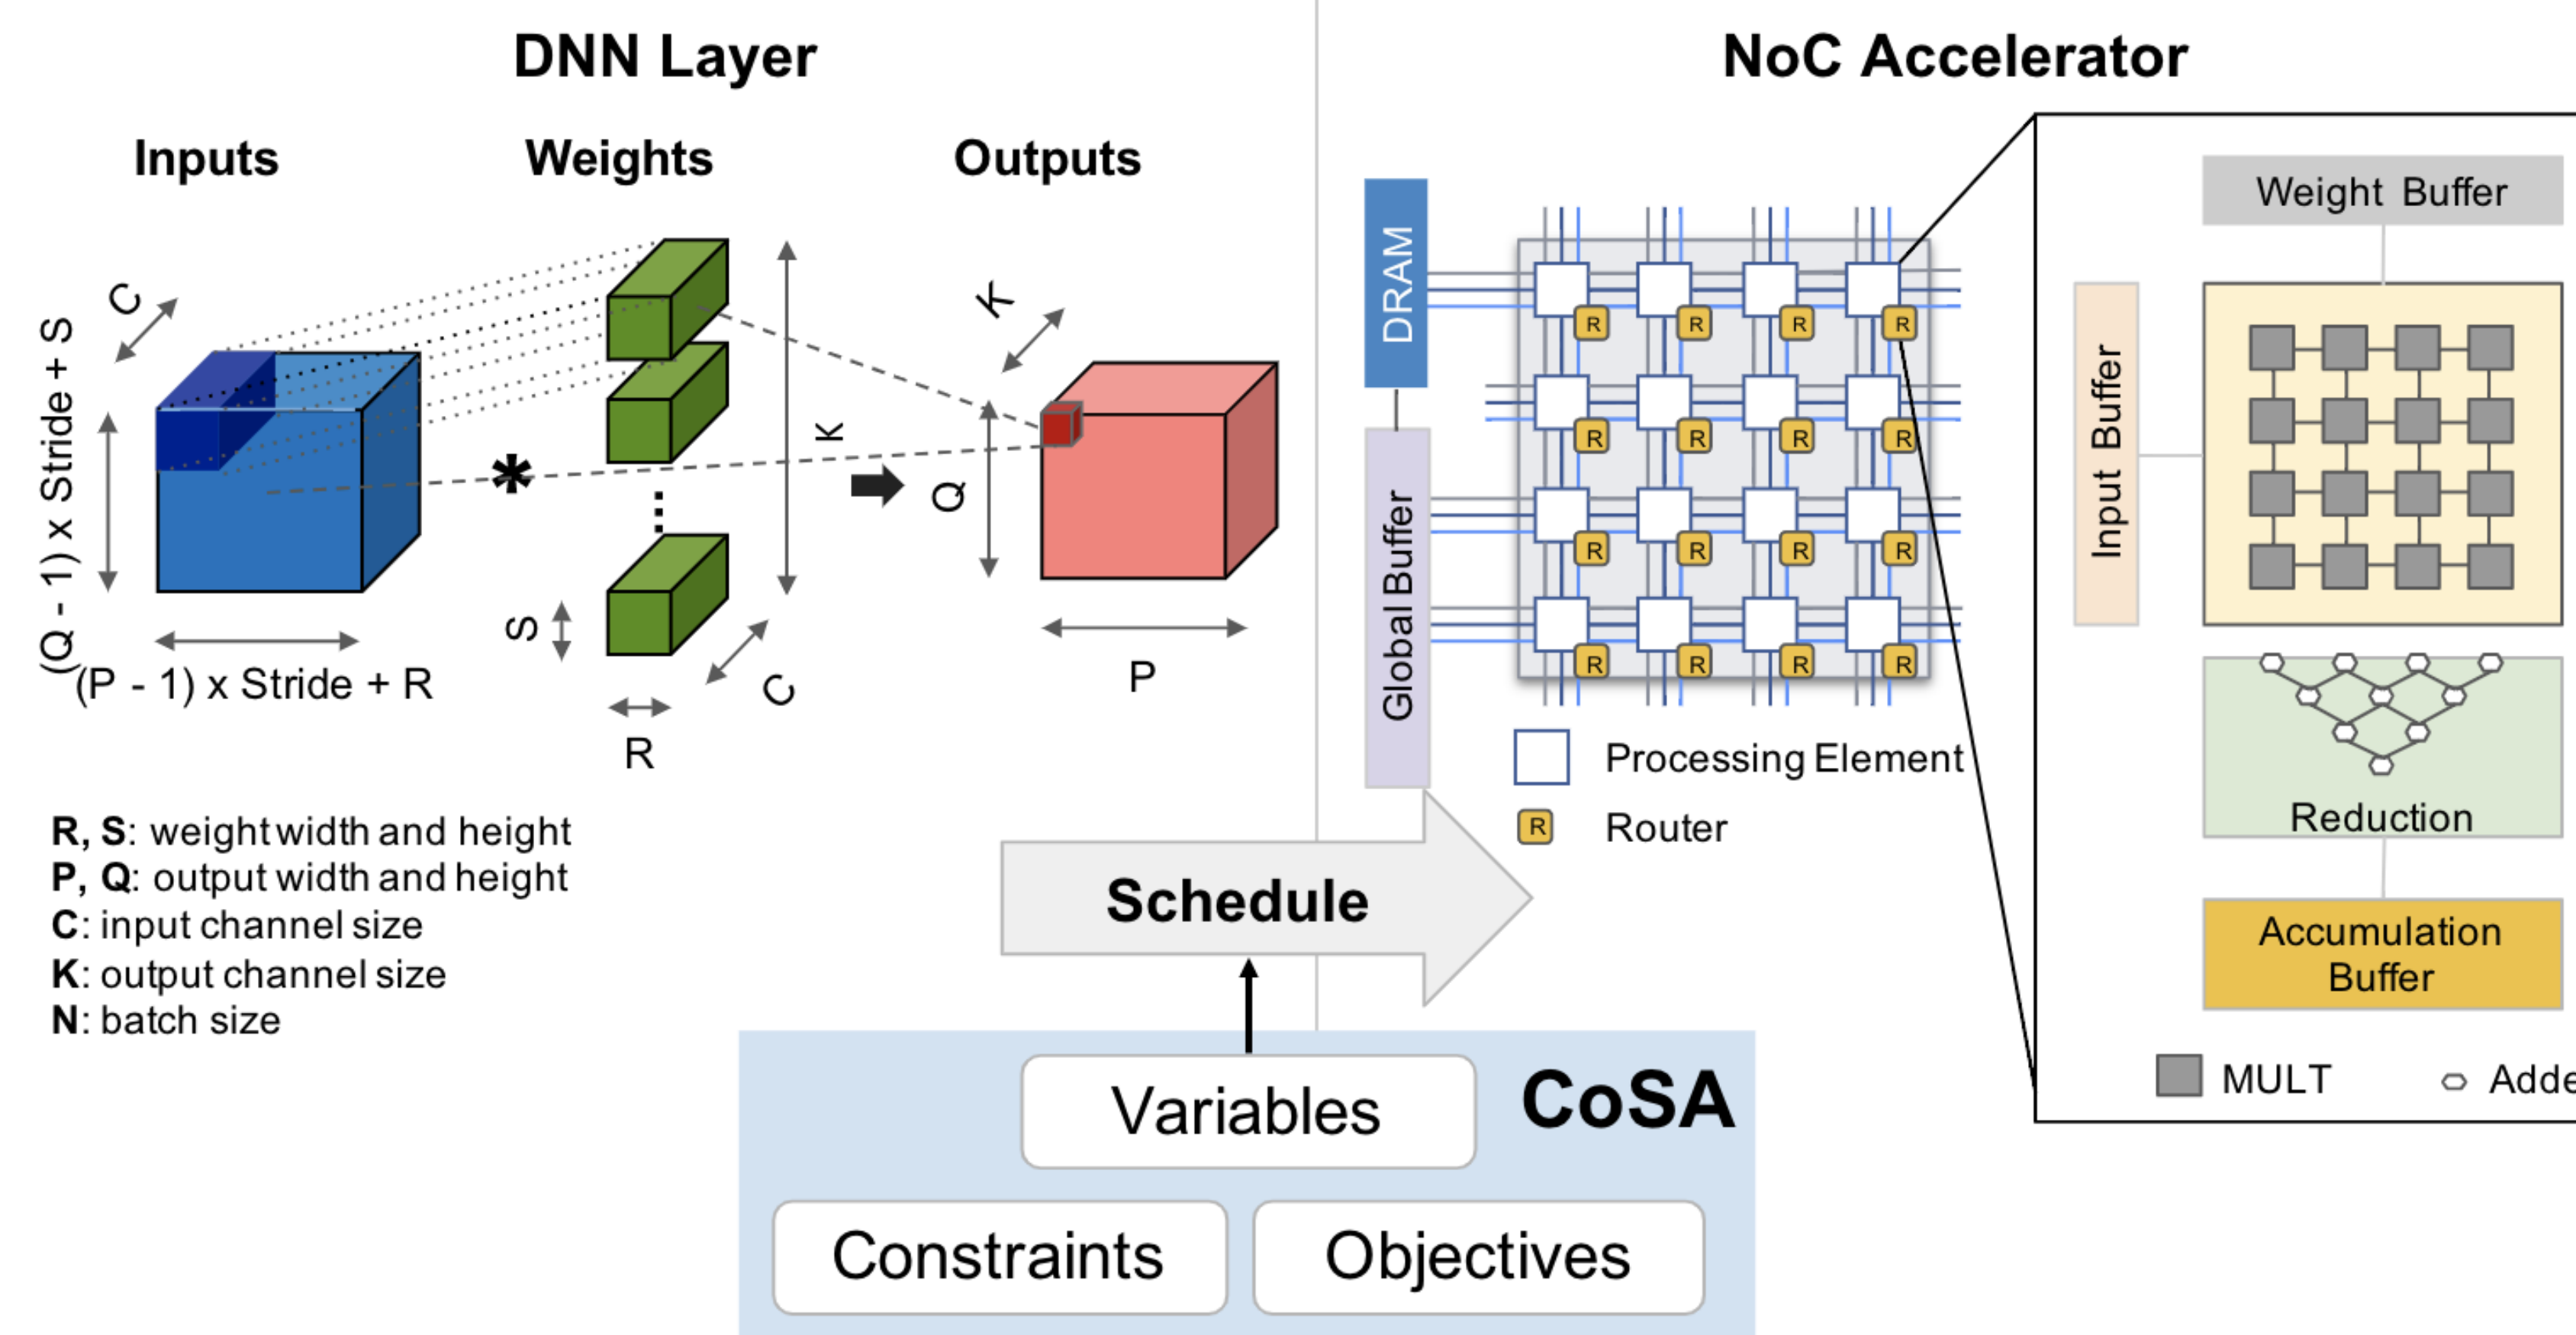 DNN Layer
NoC Accelerator
Inputs
Weights
Outputs
C
(Q - 1) x Stride + S
(P - 1) x Stride + R
*
K
S
R
C
K
Q
P
R, S: weight width and height
P, Q: output width and height
C: input channel size
K: output channel size
N: batch size
DRAM
Global Buffer
R R R R
R R R R
R R R R
R R R R
Processing Element
R Router
Weight Buffer
Input Buffer
Reduction
Accumulation
Buffer
MULT
Adde
Schedule
CoSA
Variables
Constraints
Objectives